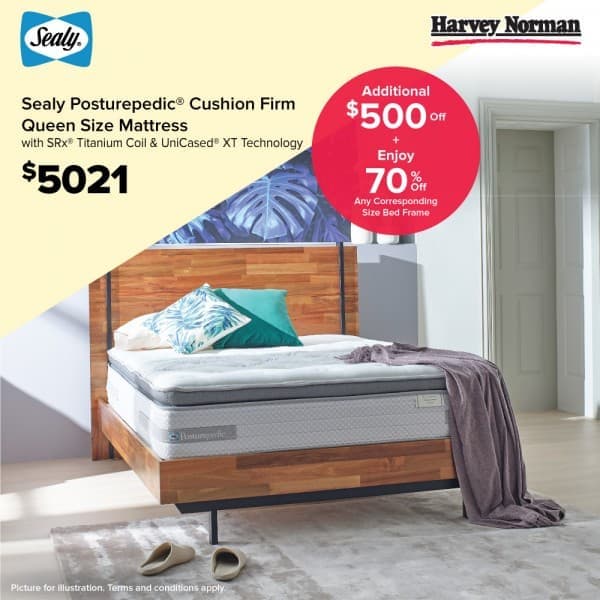 Sealy
Harvey Norman
Sealy Posturepedic® Cushion Firm
Queen Size Mattress
with SRx® Titanium Coil & UniCased® XT Technology
$5021
Additional
$500 Off
+
Enjoy
70% Off
Any Corresponding
Size Bed Frame
Sealy Posturepedic
Picture for illustration. Terms and conditions apply.